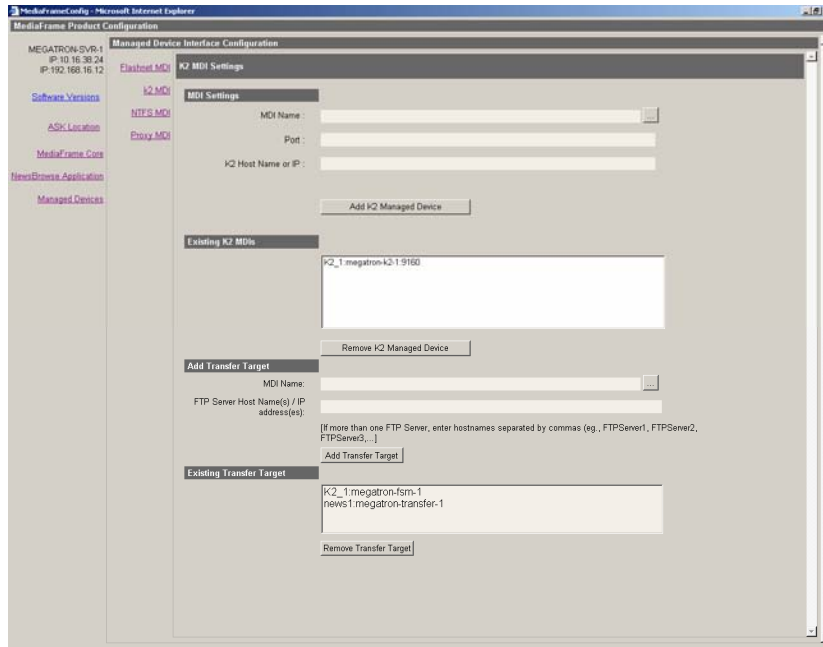 MediaFrameConfig - Microsoft Internet Explorer
MediaFrame Product Configuration
MEGATRON-SVR-1
IP:10.16.38.24
IP:192.168.16.12
Software Versions
ASK Location
MediaFrame Core
NewsBrowse Application
Managed Devices
Managed Device Interface Configuration
Flashnet MDI
k2 MDI
NTFS MDI
Proxy MDI
K2 MDI Settings
MDI Settings
MDI Name :
...
Port :
K2 Host Name or IP :
Add K2 Managed Device
Existing K2 MDIs
K2_1:megatron-k2-1:9160
Remove K2 Managed Device
Add Transfer Target
MDI Name:
...
FTP Server Host Name(s) / IP
address(es):
[If more than one FTP Server, enter hostnames separated by commas (eg., FTPServer1, FTPServer2,
FTPServer3,...]
Add Transfer Target
Existing Transfer Target
K2_1:megatron-fsm-1
news1:megatron-transfer-1
Remove Transfer Target